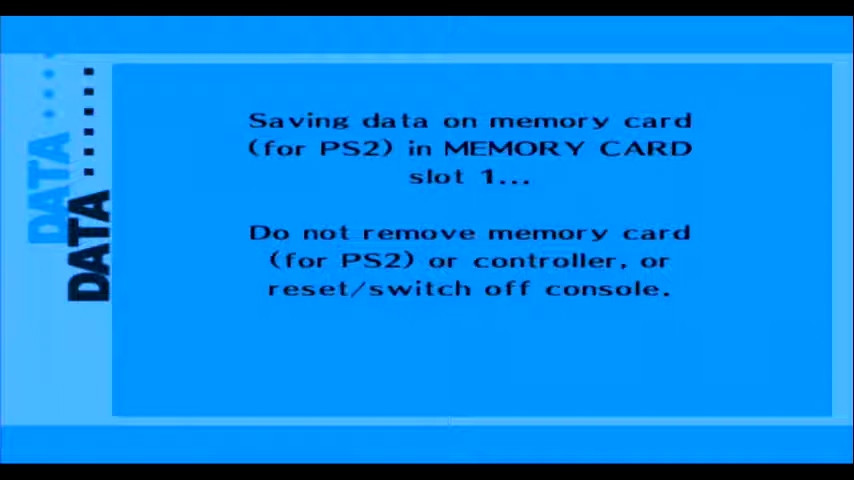 DATA......
DATA......
Saving data on memory card
(for PS2) in MEMORY CARD
slot 1...
Do not remove memory card
(for PS2) or controller, or
reset/switch off console.